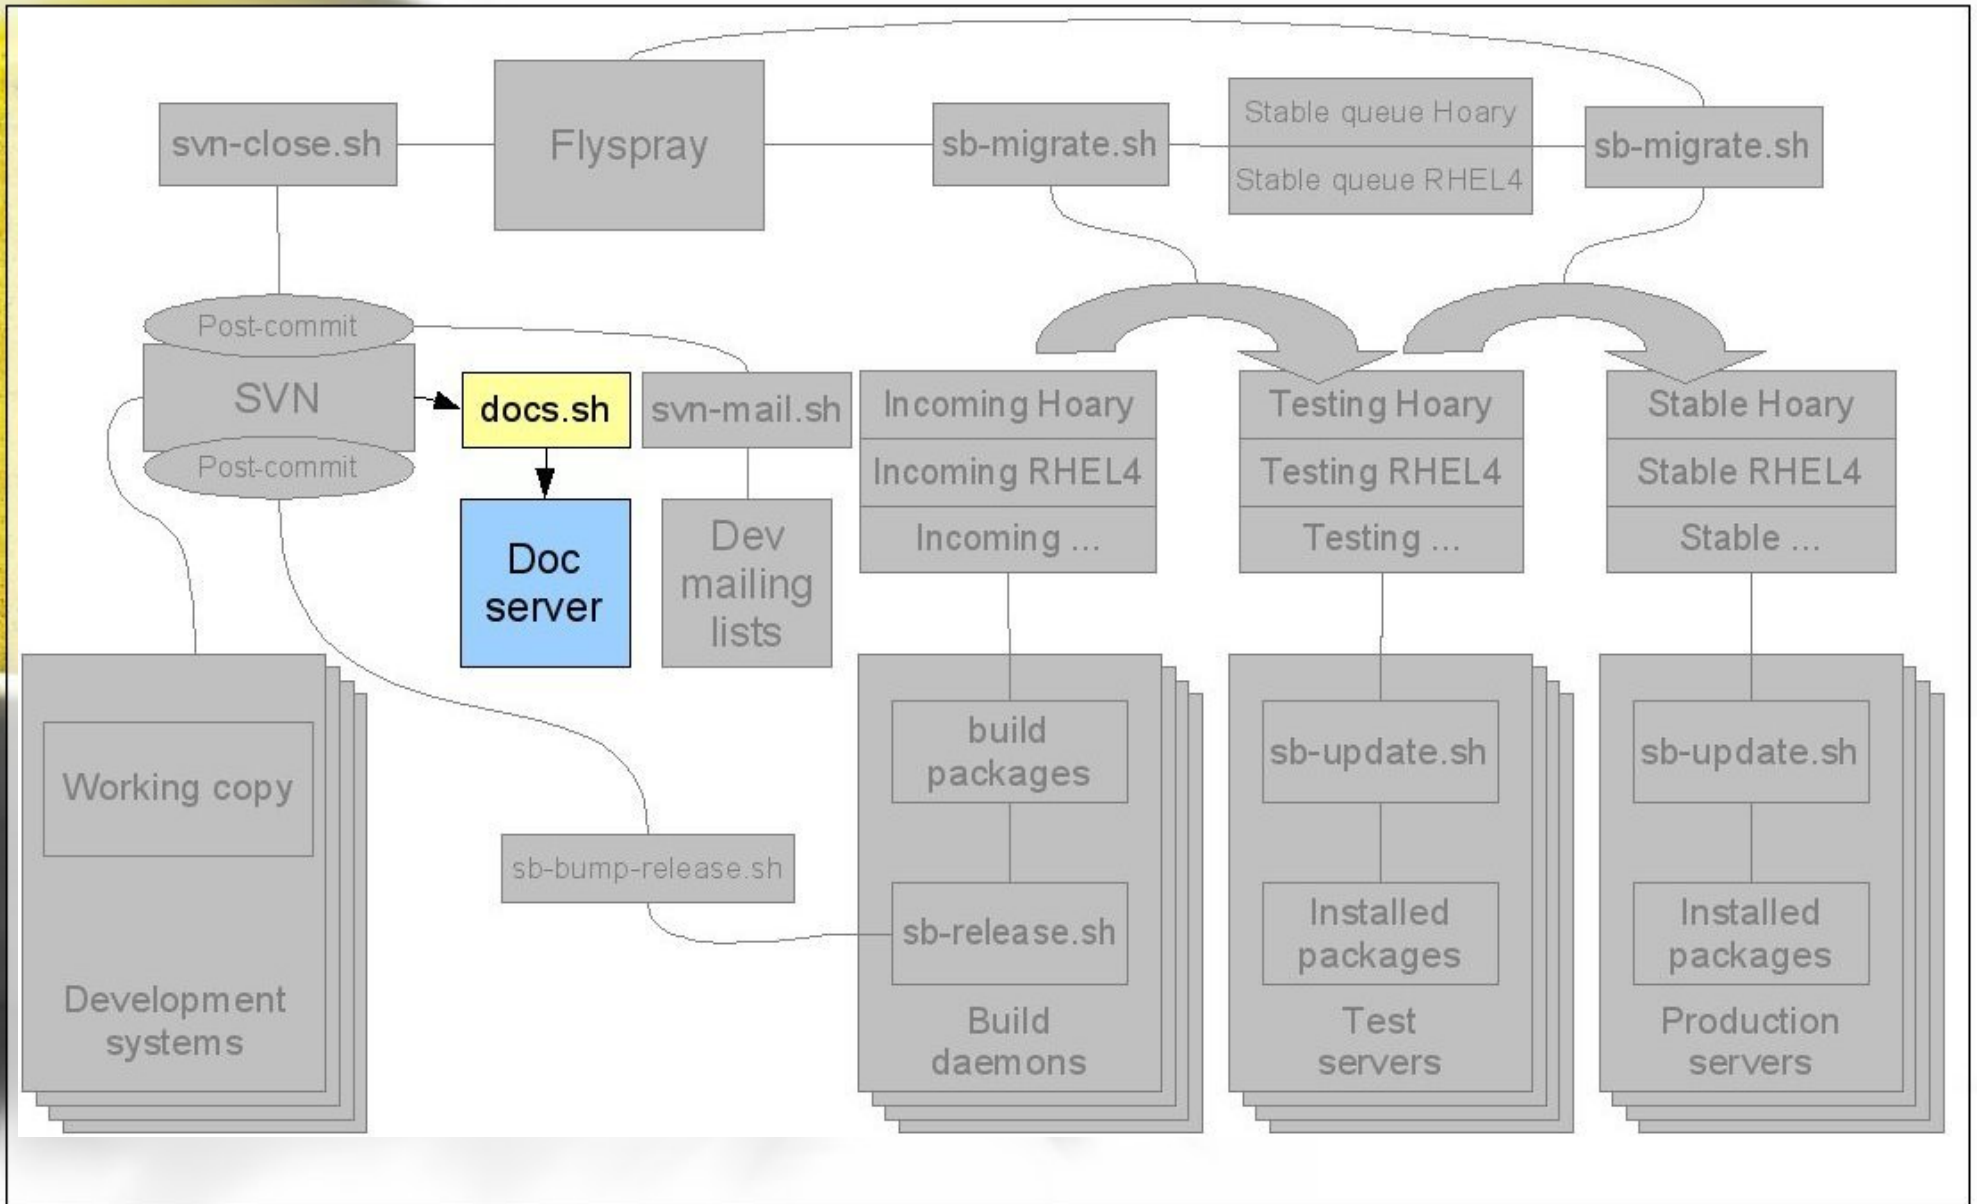 svn-close.sh
Flyspray
sb-migrate.sh
Stable queue Hoary
Stable queue RHEL4
sb-migrate.sh
Post-commit
SVN
Post-commit
docs.sh
Doc
server
svn-mail.sh
Dev
mailing
lists
Incoming Hoary
Incoming RHEL4
Incoming ...
Testing Hoary
Testing RHEL4
Testing ...
Stable Hoary
Stable RHEL4
Stable ...
Working copy
Development
systems
sb-bump-release.sh
build
packages
sb-release.sh
Build
daemons
sb-update.sh
Installed
packages
Test
servers
sb-update.sh
Installed
packages
Production
servers